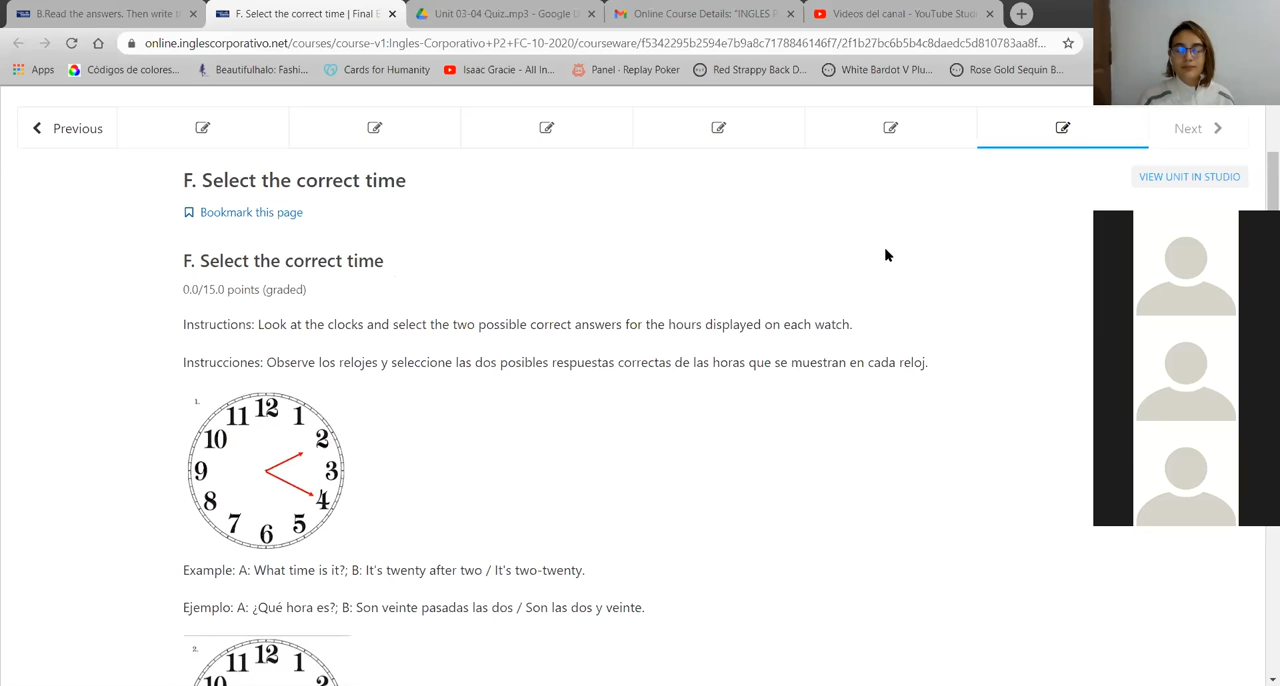 B.Read the answers. Then write t
F. Select the correct time | Final E
Unit 03-04 Quiz..mp3 - Google D
Online Course Details: "INGLES P
Videos del canal - YouTube Stu
online.inglescorporativo.net/courses/course-v1:Ingles-Corporativo+P2+FC-10-2020/courseware/f5342295b2594e7b9a8c7178846146f7/2f1b27bc6b5b4c8daedc5d810783aa8f...
Apps
Códigos de colores...
Beautifulhalo: Fashi...
Cards for Humanity
Isaac Gracie - All In...
Panel · Replay Poker
Red Strappy Back D...
White Bardot V Plu...
Rose Gold Sequin B...
Previous
Next
F. Select the correct time
VIEW UNIT IN STUDIO
Bookmark this page
F. Select the correct time
0.0/15.0 points (graded)
Instructions: Look at the clocks and select the two possible correct answers for the hours displayed on each watch.
Instrucciones: Observe los relojes y seleccione las dos posibles respuestas correctas de las horas que se muestran en cada reloj.
1.
12
11 1
10 2
9 3
8 4
7 5
6
Example: A: What time is it?; B: It's twenty after two / It's two-twenty.
Ejemplo: A: ¿Qué hora es?; B: Son veinte pasadas las dos / Son las dos y veinte.
2.
12
11 1
10 2